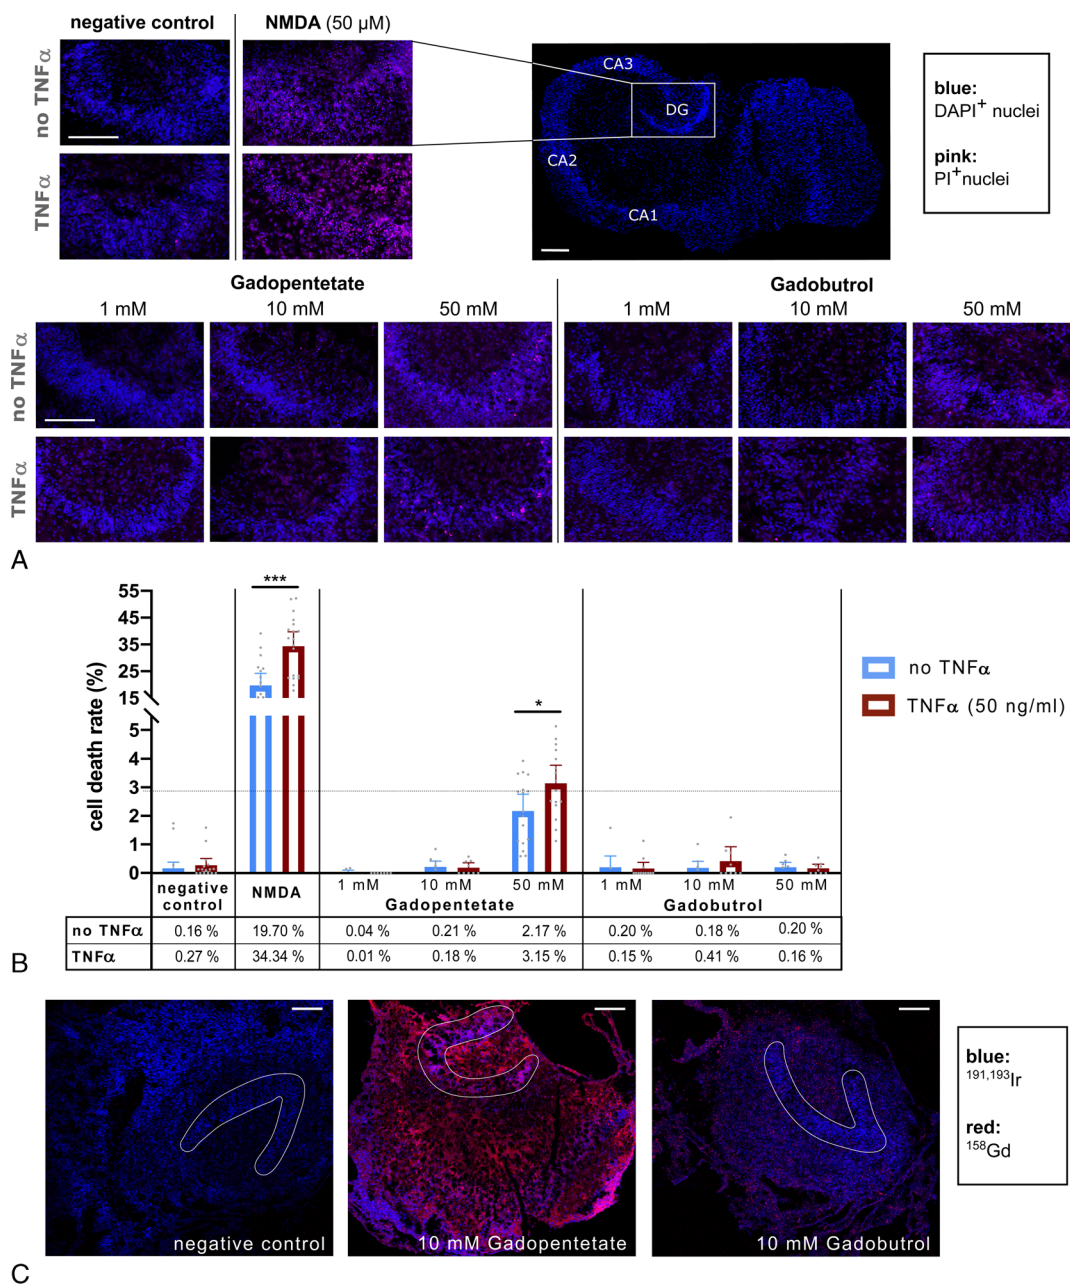 negative control
NMDA (50 µM)
no TNFα
TNFα
CA3
DG
CA2
CA1
blue:
DAPI⁺ nuclei
pink:
PI⁺nuclei
Gadopentetate
Gadobutrol
1 mM
10 mM
50 mM
1 mM
10 mM
50 mM
no TNFα
TNFα
A
cell death rate (%)
55
45
35
25
15
5
4
3
2
1
0
***
*
no TNFα
TNFα (50 ng/ml)
negative
control
NMDA
1 mM
10 mM
50 mM
Gadopentetate
1 mM
10 mM
50 mM
Gadobutrol
no TNFα 0.16 % 19.70 % 0.04 % 0.21 % 2.17 % 0.20 % 0.18 % 0.20 %
TNFα 0.27 % 34.34 % 0.01 % 0.18 % 3.15 % 0.15 % 0.41 % 0.16 %
B
negative control
10 mM Gadopentetate
10 mM Gadobutrol
blue:
¹⁹¹,¹⁹³Ir
red:
¹⁵⁸Gd
C